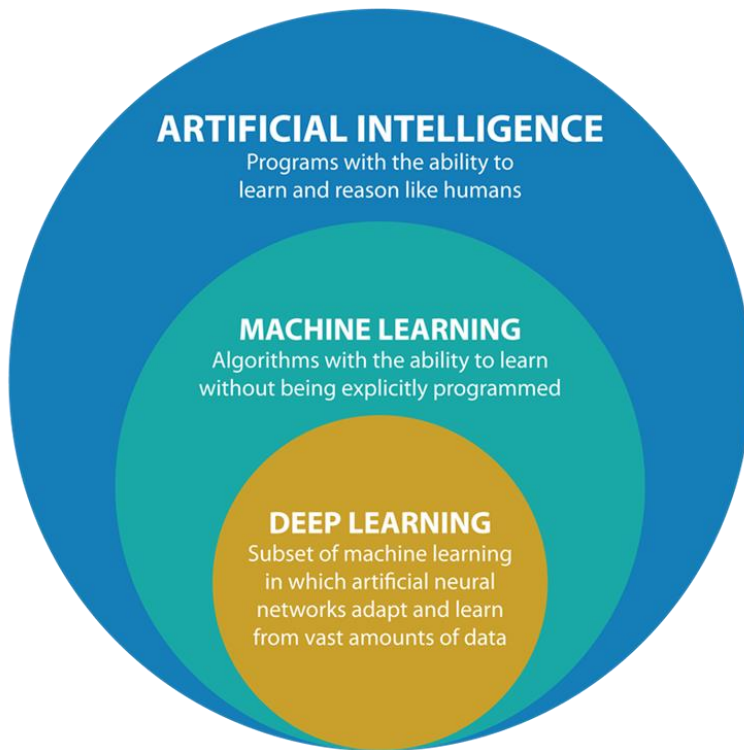 ARTIFICIAL INTELLIGENCE
Programs with the ability to
learn and reason like humans
MACHINE LEARNING
Algorithms with the ability to learn
without being explicitly programmed
DEEP LEARNING
Subset of machine learning
in which artificial neural
networks adapt and learn
from vast amounts of data